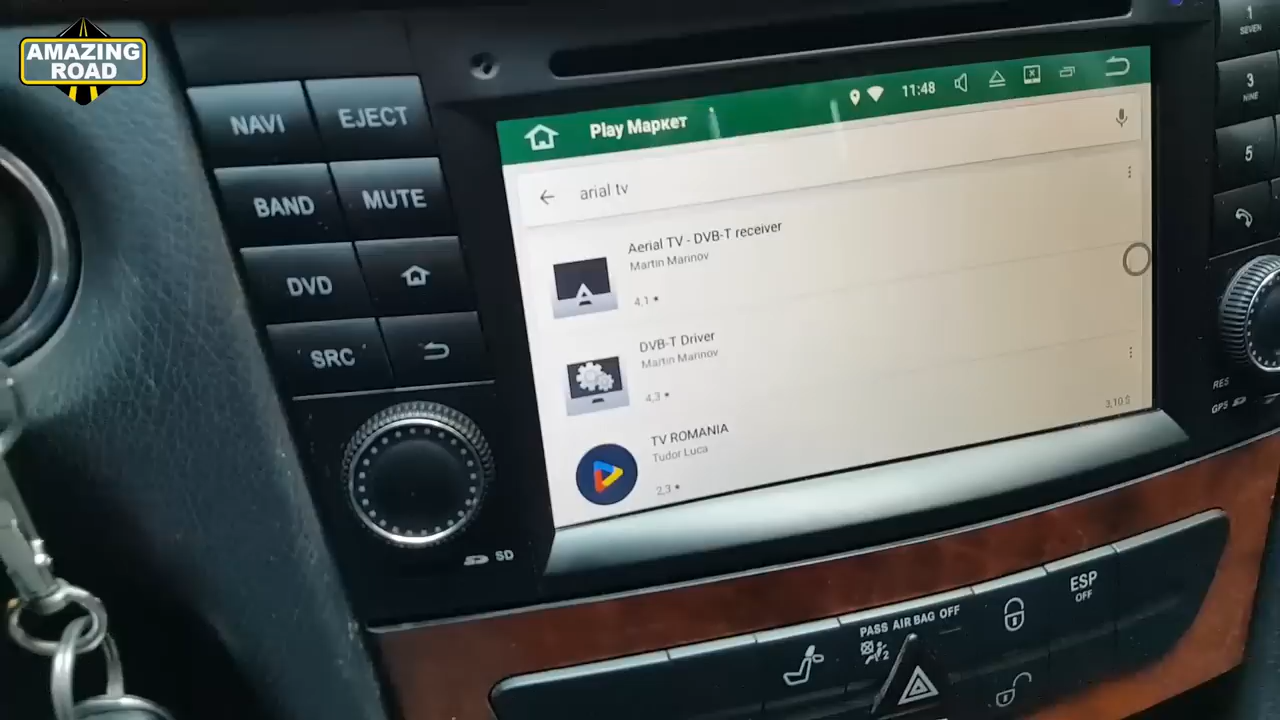 AMAZING
ROAD
NAVI
EJECT
BAND
MUTE
DVD
SRC
SD
Play Маркет
11:48
arial tv
Aerial TV - DVB-T receiver
Martin Marinov
4,1 ★
DVB-T Driver
Martin Marinov
4,3 ★
TV ROMANIA
Tudor Luca
2,3 ★
3,10 $
1
SEVEN
3
NINE
5
RES
GPS
PASS AIR BAG OFF
2
ESP
OFF